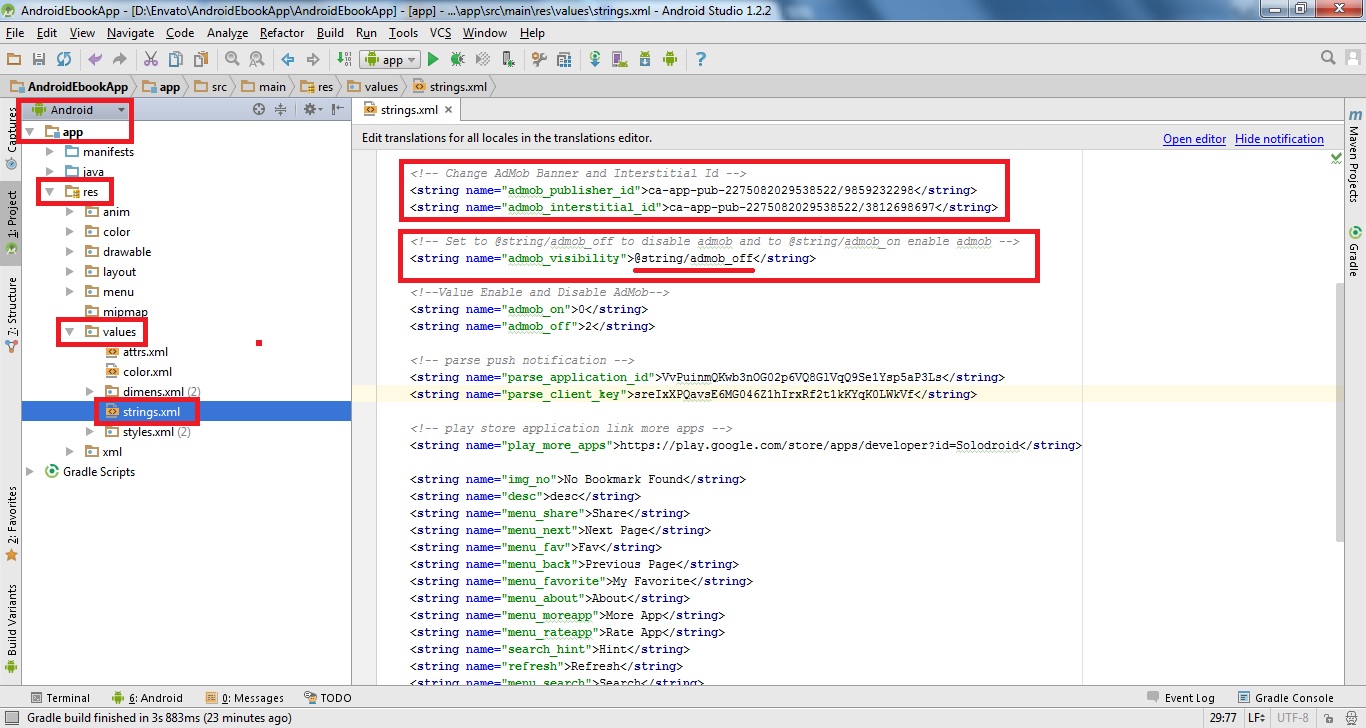 AndroidEbookApp - [D:\Envato\AndroidEbookApp\AndroidEbookApp] - [app] - ...\app\src\main\res\values\strings.xml - Android Studio 1.2.2
File Edit View Navigate Code Analyze Refactor Build Run Tools VCS Window Help
app
AndroidEbookApp app src main res values strings.xml
Android
strings.xml
Edit translations for all locales in the translations editor.
Open editor Hide notification
Captures
1: Project
7: Structure
2: Favorites
Build Variants
app
manifests
java
res
anim
color
drawable
layout
menu
mipmap
values
attrs.xml
color.xml
dimens.xml (2)
strings.xml
styles.xml (2)
xml
Gradle Scripts
<!-- Change AdMob Banner and Interstitial Id -->
<string name="admob_publisher_id">ca-app-pub-2275082029538522/9859232298</string>
<string name="admob_interstitial_id">ca-app-pub-2275082029538522/3812698697</string>
<!-- Set to @string/admob_off to disable admob and to @string/admob_on enable admob -->
<string name="admob_visibility">@string/admob_off</string>
<!--Value Enable and Disable AdMob-->
<string name="admob_on">0</string>
<string name="admob_off">2</string>
<!-- parse push notification -->
<string name="parse_application_id">VvPuinmQKwb3nOG02p6VQ8GlVqQ9Se1Ysp5aP3Ls</string>
<string name="parse_client_key">sreIxXPQavsE6MG046Z1hIrxRf2t1kKYqK0LWkVf</string>
<!-- play store application link more apps -->
<string name="play_more_apps">https://play.google.com/store/apps/developer?id=Solodroid</string>
<string name="img_no">No Bookmark Found</string>
<string name="desc">desc</string>
<string name="menu_share">Share</string>
<string name="menu_next">Next Page</string>
<string name="menu_fav">Fav</string>
<string name="menu_back">Previous Page</string>
<string name="menu_favorite">My Favorite</string>
<string name="menu_about">About</string>
<string name="menu_moreapp">More App</string>
<string name="menu_rateapp">Rate App</string>
<string name="search_hint">Hint</string>
<string name="refresh">Refresh</string>
<string name="menu_search">Search</string>
m
Maven Projects
Gradle
Terminal 6: Android 0: Messages TODO Event Log Gradle Console
Gradle build finished in 3s 883ms (23 minutes ago) 29:77 LF UTF-8